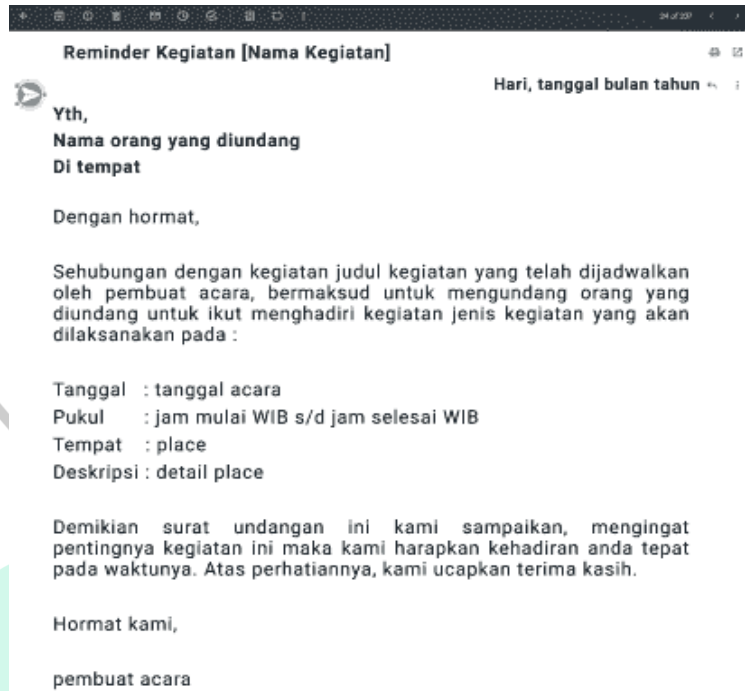 24 of 237
Reminder Kegiatan [Nama Kegiatan]
Hari, tanggal bulan tahun
Yth,
Nama orang yang diundang
Di tempat
Dengan hormat,
Sehubungan dengan kegiatan judul kegiatan yang telah dijadwalkan
oleh pembuat acara, bermaksud untuk mengundang orang yang
diundang untuk ikut menghadiri kegiatan jenis kegiatan yang akan
dilaksanakan pada :
Tanggal : tanggal acara
Pukul : jam mulai WIB s/d jam selesai WIB
Tempat : place
Deskripsi : detail place
Demikian surat undangan ini kami sampaikan, mengingat
pentingnya kegiatan ini maka kami harapkan kehadiran anda tepat
pada waktunya. Atas perhatiannya, kami ucapkan terima kasih.
Hormat kami,
pembuat acara